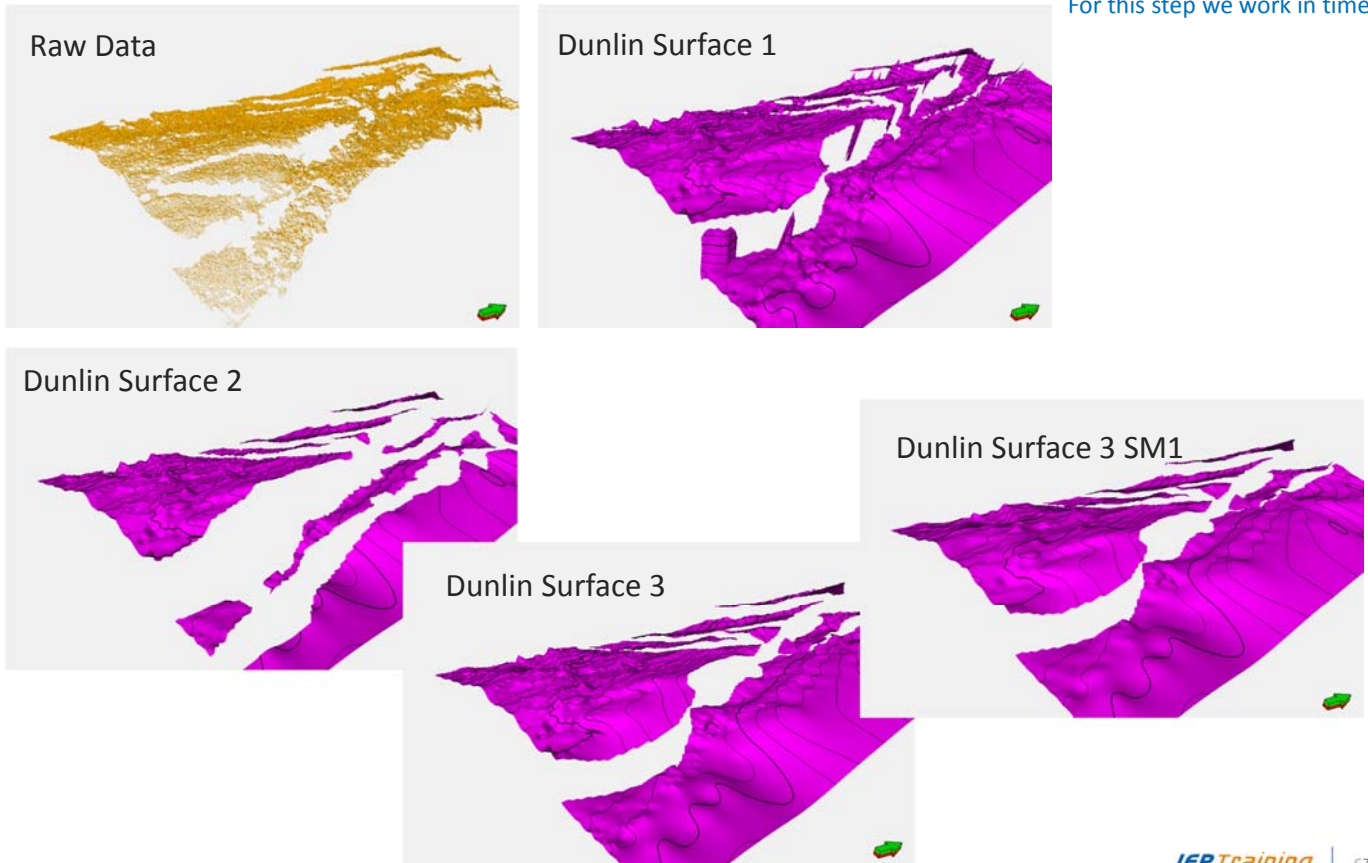 For this step we work in time
Raw Data
Dunlin Surface 1
Dunlin Surface 2
Dunlin Surface 3 SM1
Dunlin Surface 3
IFPTraining